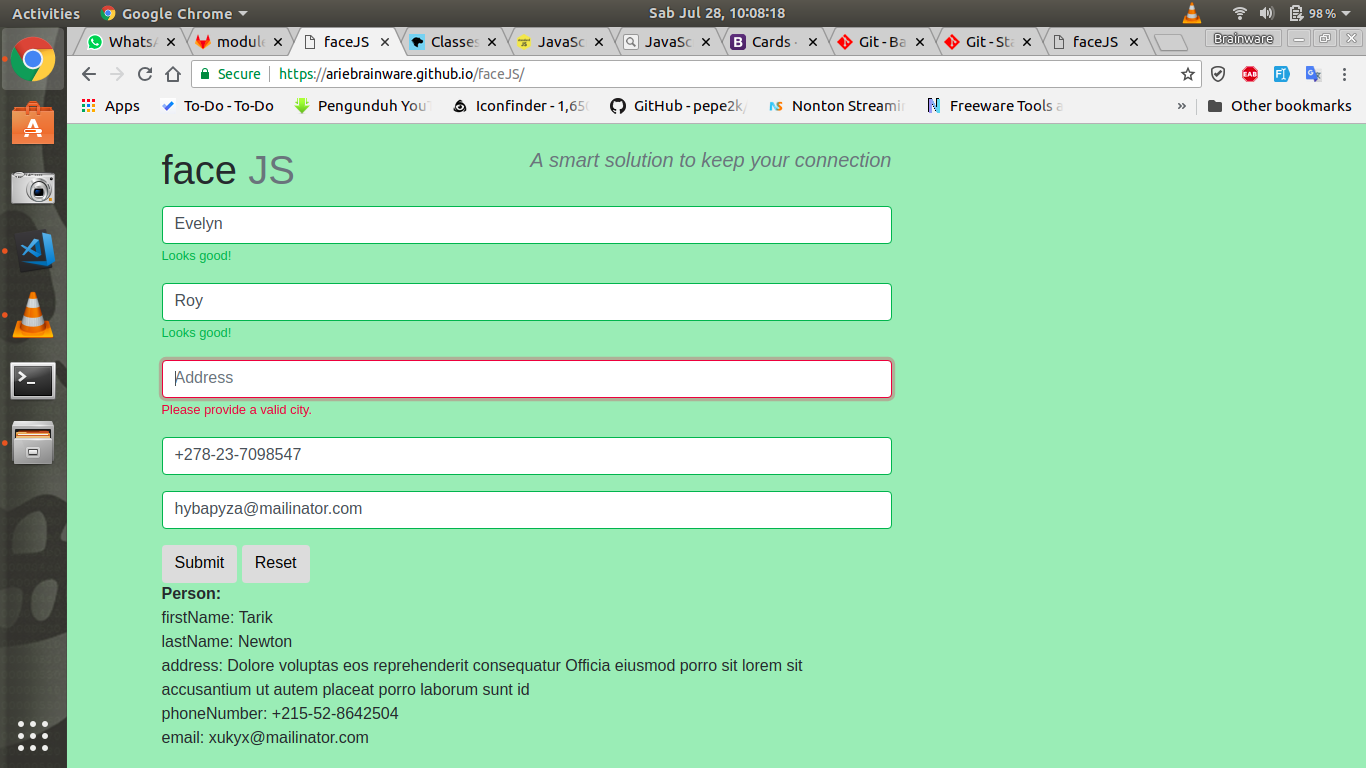 Activities Google Chrome Sab Jul 28, 10:08:18 98%
WhatsA module faceJS Classes JavaSc JavaSc Cards - Git - Ba Git - Sta faceJS Brainware
Secure https://ariebrainware.github.io/faceJS/
Apps To-Do - To-Do Pengunduh YouT Iconfinder - 1,650 GitHub - pepe2k/ Nonton Streamin Freeware Tools a » Other bookmarks
face JS A smart solution to keep your connection
Evelyn
Looks good!
Roy
Looks good!
Address
Please provide a valid city.
+278-23-7098547
hybapyza@mailinator.com
Submit Reset
Person:
firstName: Tarik
lastName: Newton
address: Dolore voluptas eos reprehenderit consequatur Officia eiusmod porro sit lorem sit
accusantium ut autem placeat porro laborum sunt id
phoneNumber: +215-52-8642504
email: xukyx@mailinator.com